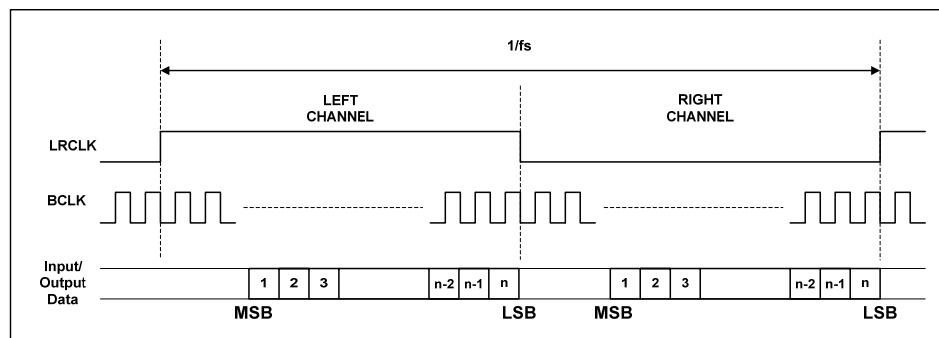 1/fs
LEFT
CHANNEL
RIGHT
CHANNEL
LRCLK
BCLK
Input/
Output
Data
1 2 3 n-2 n-1 n 1 2 3 n-2 n-1 n
MSB LSB MSB LSB